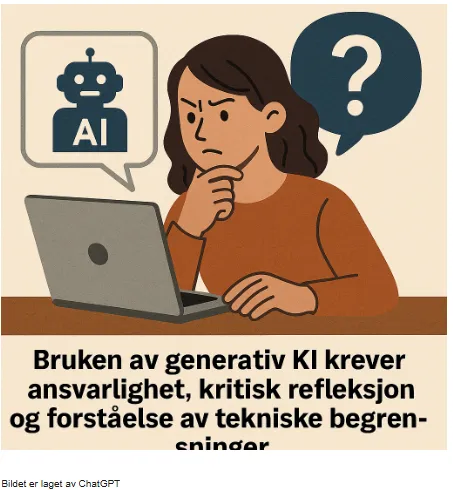 AI
?
Bruken av generativ KI krever
ansvarlighet, kritisk refleksjon
og forståelse av tekniske begren-
sninger
Bildet er laget av ChatGPT